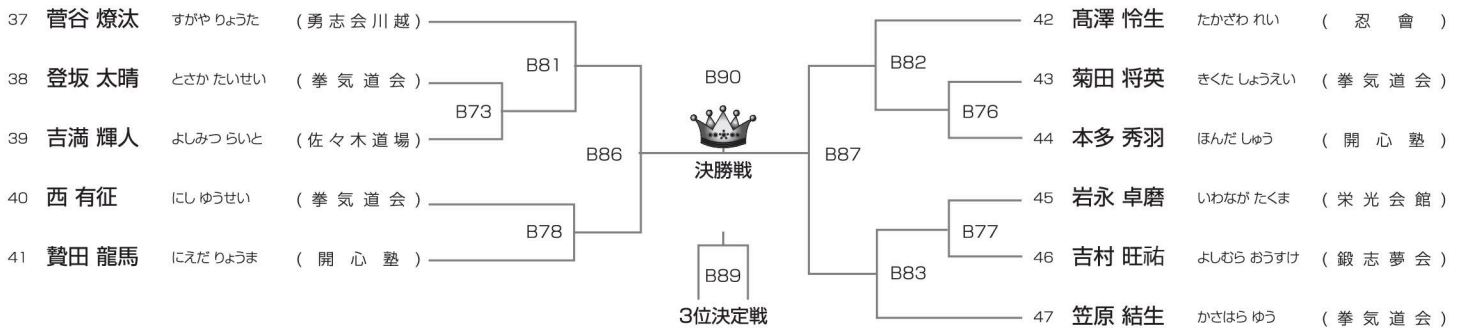 37 菅谷 燎汰 すがや りょうた (勇志会川越)
38 登坂 太晴 とさか たいせい (拳気道会)
39 吉満 輝人 よしみつ らいと (佐々木道場)
40 西 有征 にし ゆうせい (拳気道会)
41 贄田 龍馬 にえだ りょうま (開心塾)
B81
B73
B86
B78
B90
決勝戦
B89
3位決定戦
B87
B82
B76
B77
B83
42 髙澤 怜生 たかざわ れい (忍會)
43 菊田 将英 きくた しょうえい (拳気道会)
44 本多 秀羽 ほんだ しゅう (開心塾)
45 岩永 卓磨 いわなが たくま (栄光会館)
46 吉村 旺祐 よしむら おうすけ (鍛志夢会)
47 笠原 結生 かさはら ゆう (拳気道会)